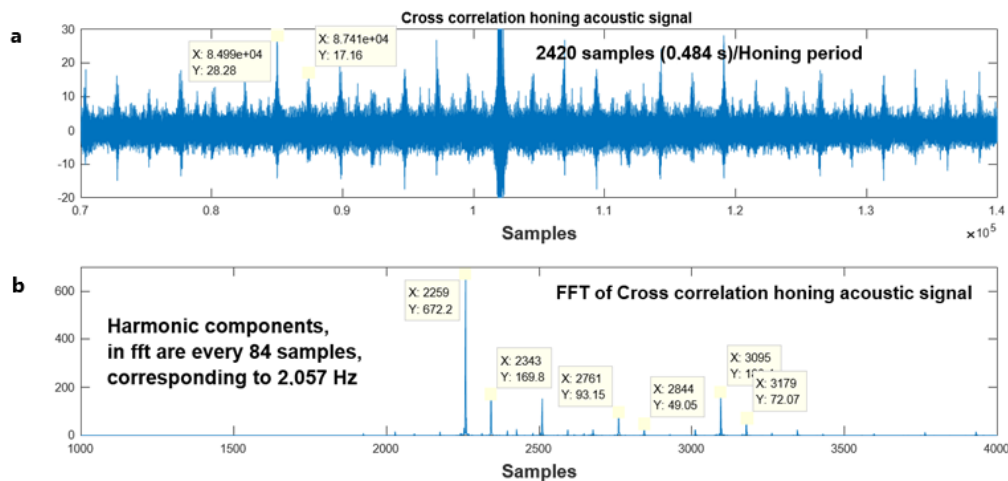 Cross correlation honing acoustic signal
a
30
20
10
0
-10
-20
X: 8.499e+04
Y: 28.28
X: 8.741e+04
Y: 17.16
2420 samples (0.484 s)/Honing period
0.7 0.8 0.9 1 1.1 1.2 1.3 1.4
Samples
×10⁵
b
600
400
200
0
Harmonic components,
in fft are every 84 samples,
corresponding to 2.057 Hz
FFT of Cross correlation honing acoustic signal
X: 2259
Y: 672.2
X: 2343
Y: 169.8
X: 2761
Y: 93.15
X: 2844
Y: 49.05
X: 3095
Y:
X: 3179
Y: 72.07
1000 1500 2000 2500 3000 3500 4000
Samples